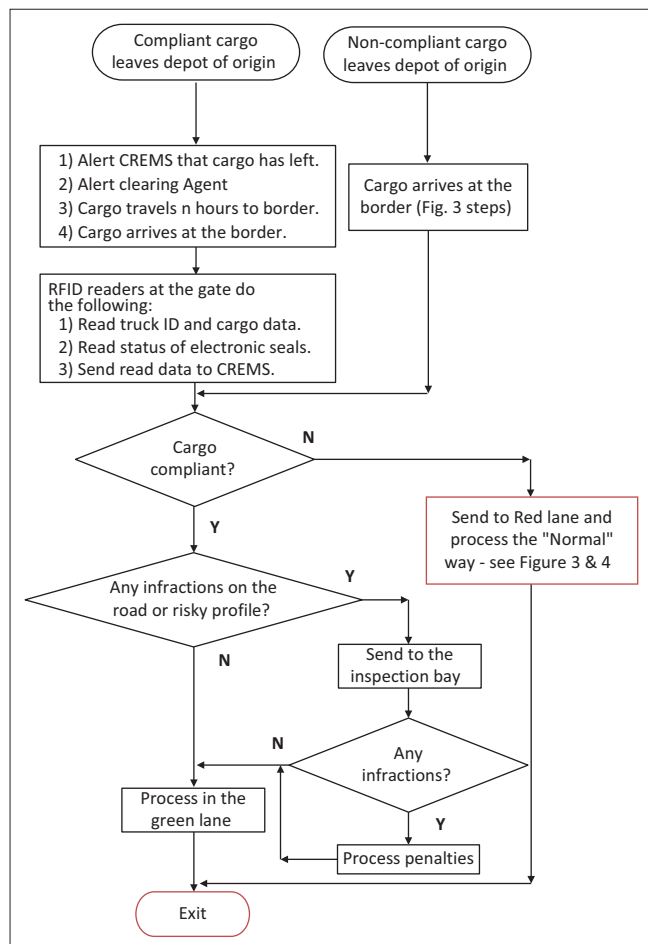 Compliant cargo
leaves depot of origin
Non-compliant cargo
leaves depot of origin
1) Alert CREMS that cargo has left.
2) Alert clearing Agent
3) Cargo travels n hours to border.
4) Cargo arrives at the border.
Cargo arrives at the
border (Fig. 3 steps)
RFID readers at the gate do
the following:
1) Read truck ID and cargo data.
2) Read status of electronic seals.
3) Send read data to CREMS.
Cargo
compliant?
N
Y
Send to Red lane and
process the "Normal"
way - see Figure 3 & 4
Any infractions on the
road or risky profile?
Y
N
Send to the
inspection bay
Any
infractions?
N
Y
Process in the
green lane
Process penalties
Exit